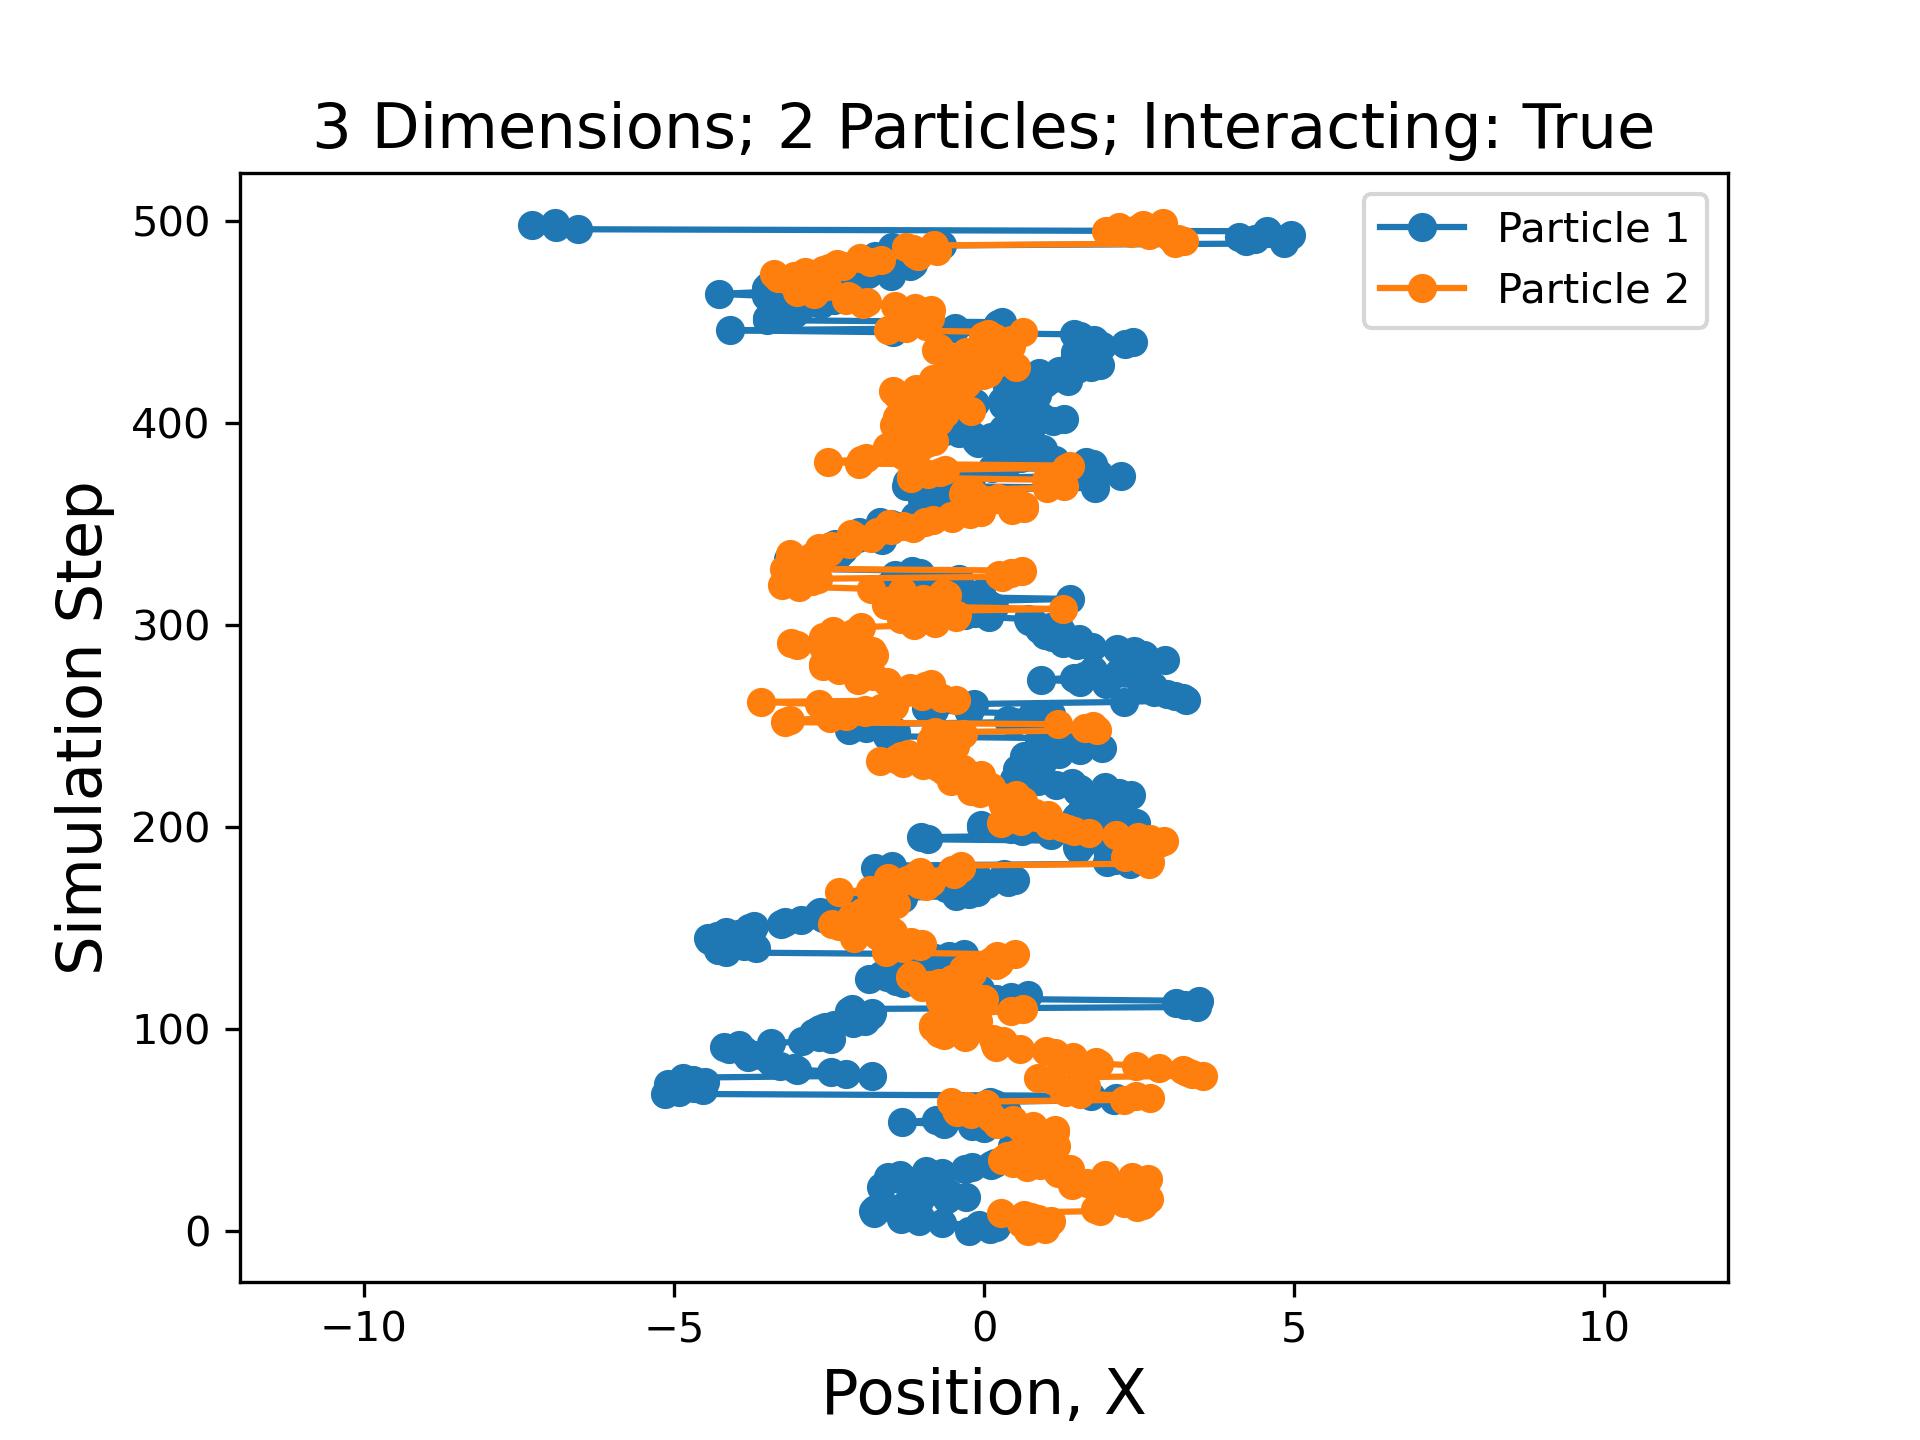 3 Dimensions; 2 Particles; Interacting: True
Particle 1
Particle 2
500
400
300
200
100
0
Simulation Step
−10
−5
0
5
10
Position, X